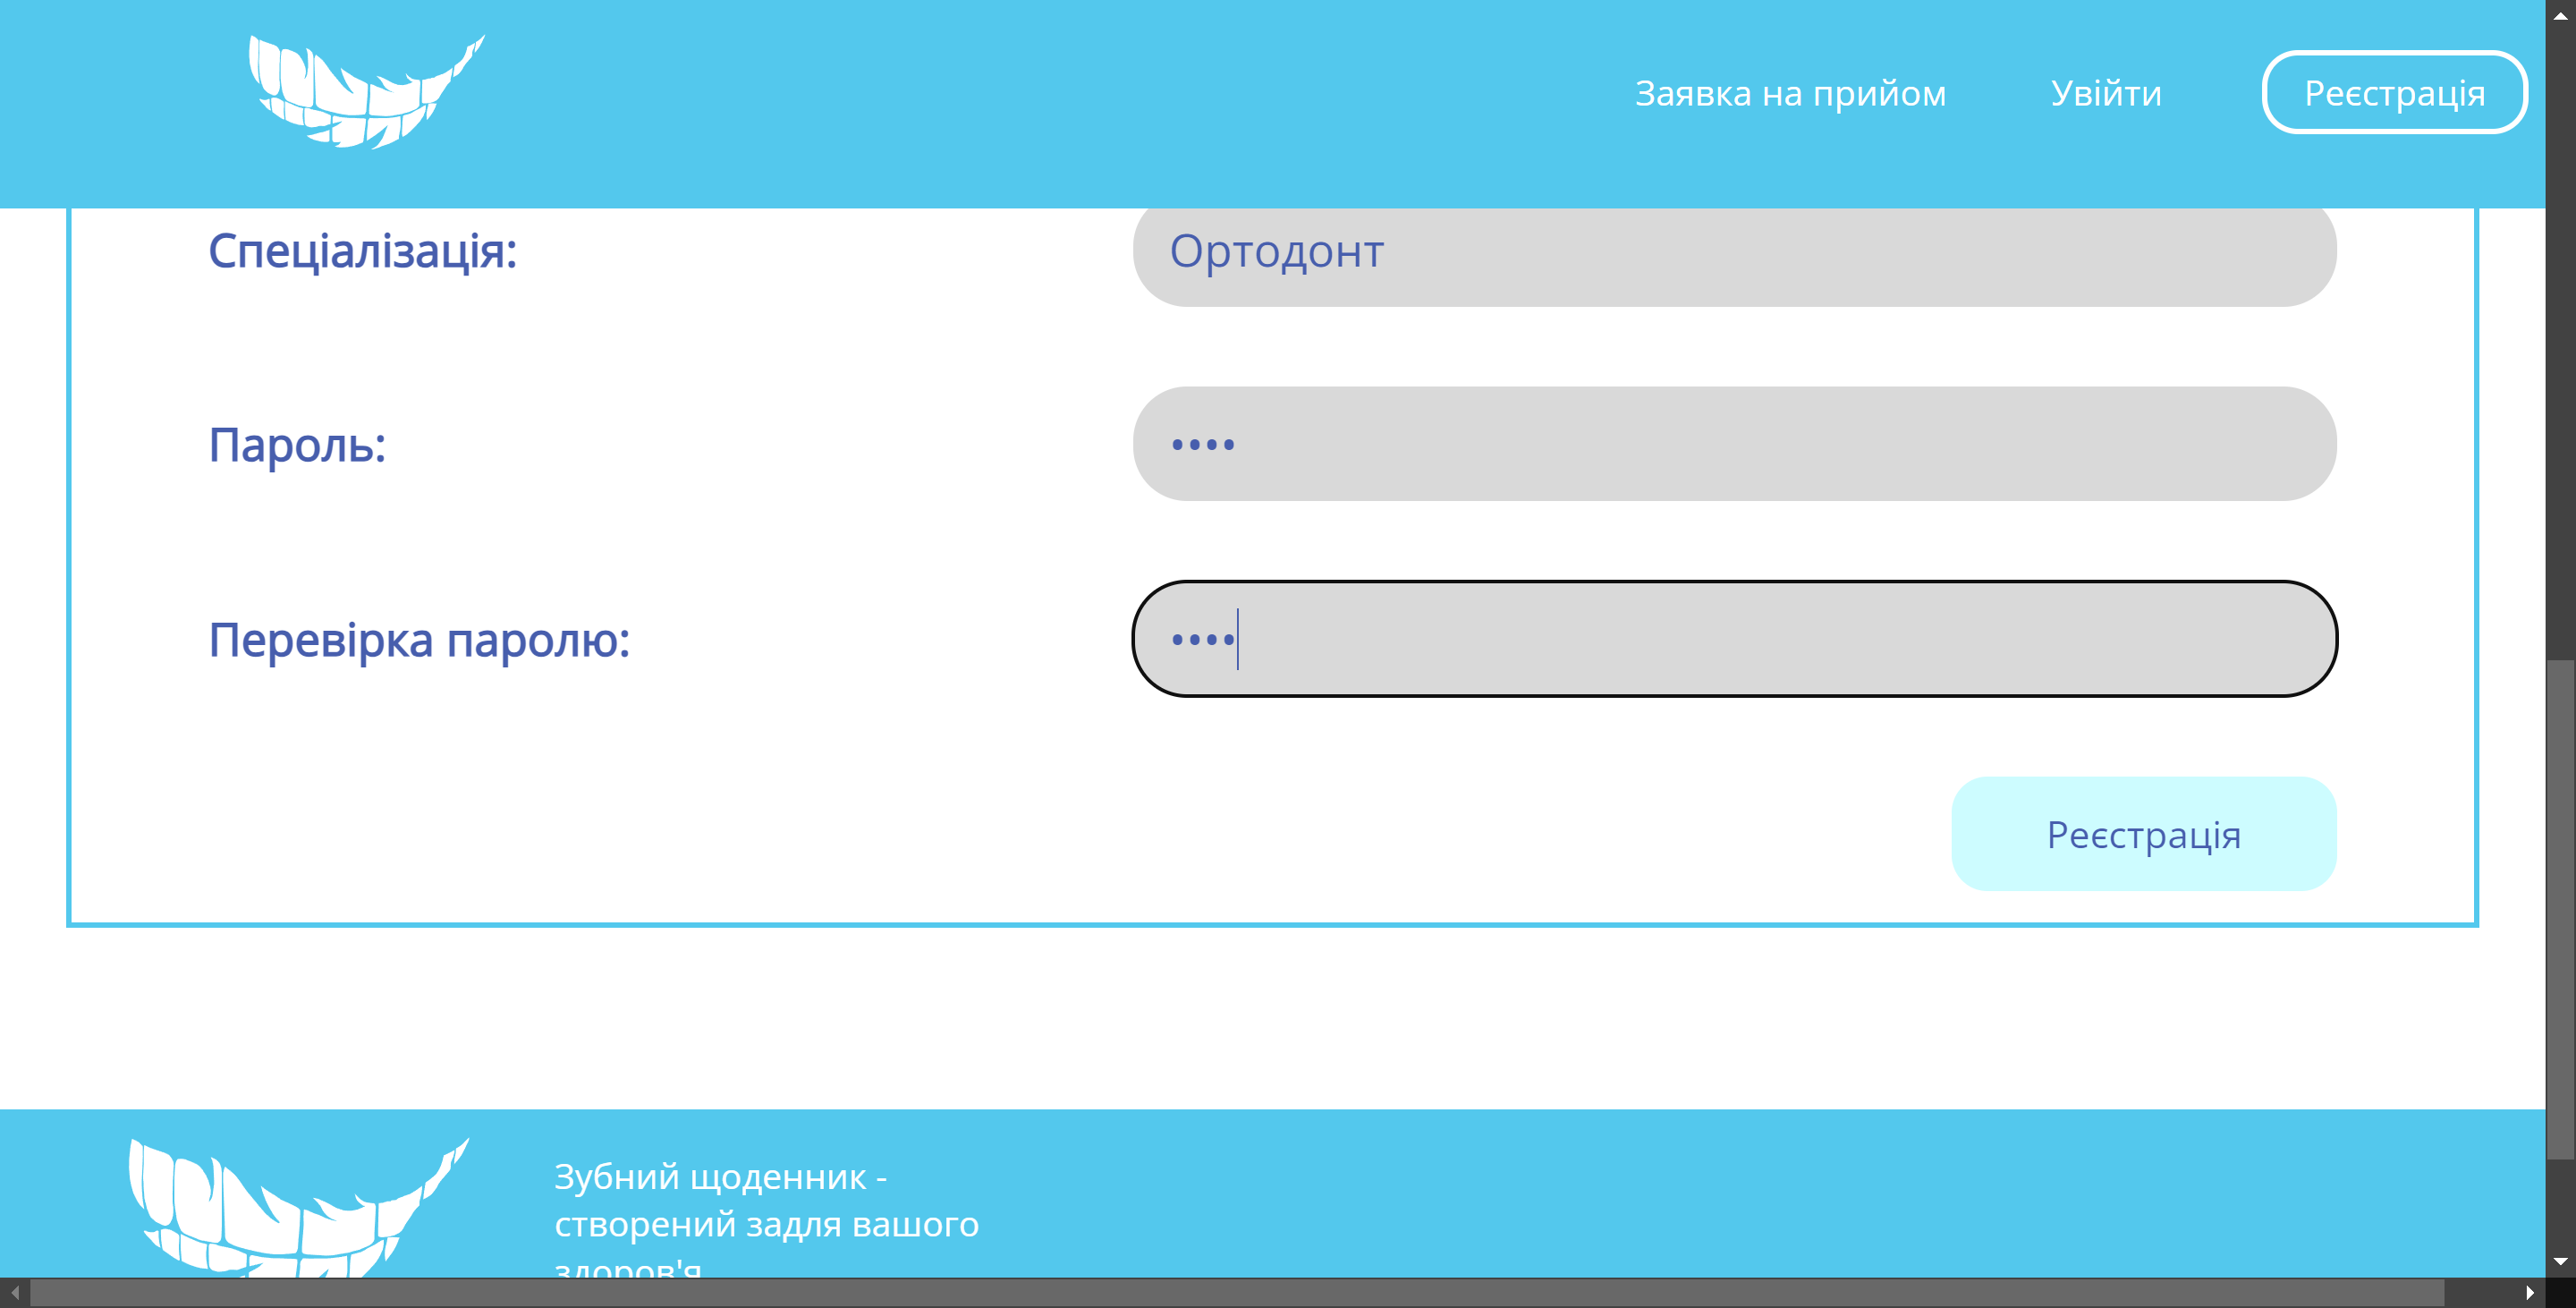 Заявка на прийом
Увійти
Реєстрація
Спеціалізація:
Ортодонт
Пароль:
••••
Перевірка паролю:
••••
Реєстрація
Зубний щоденник -
створений задля вашого
здоров'я